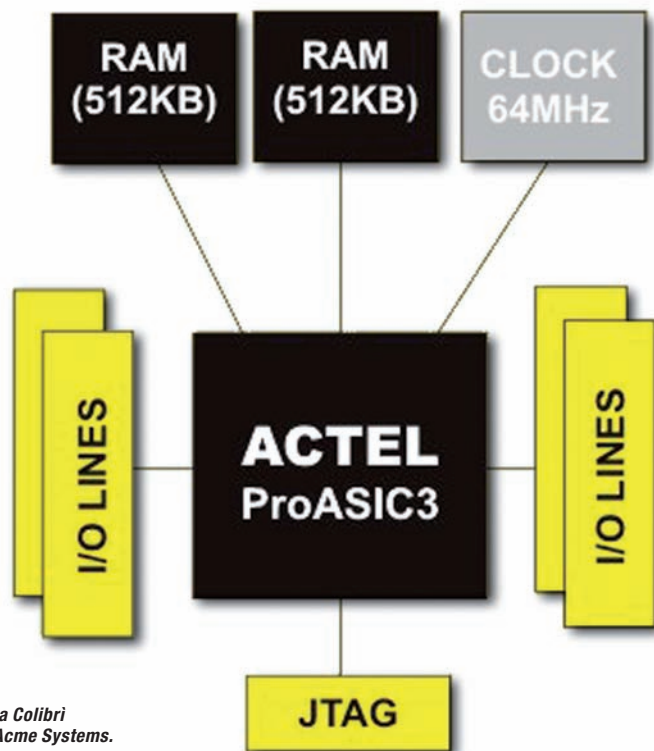 RAM
(512KB)
RAM
(512KB)
CLOCK
64MHz
I/O LINES
ACTEL
ProASIC3
I/O LINES
JTAG
a Colibrì
Acme Systems.